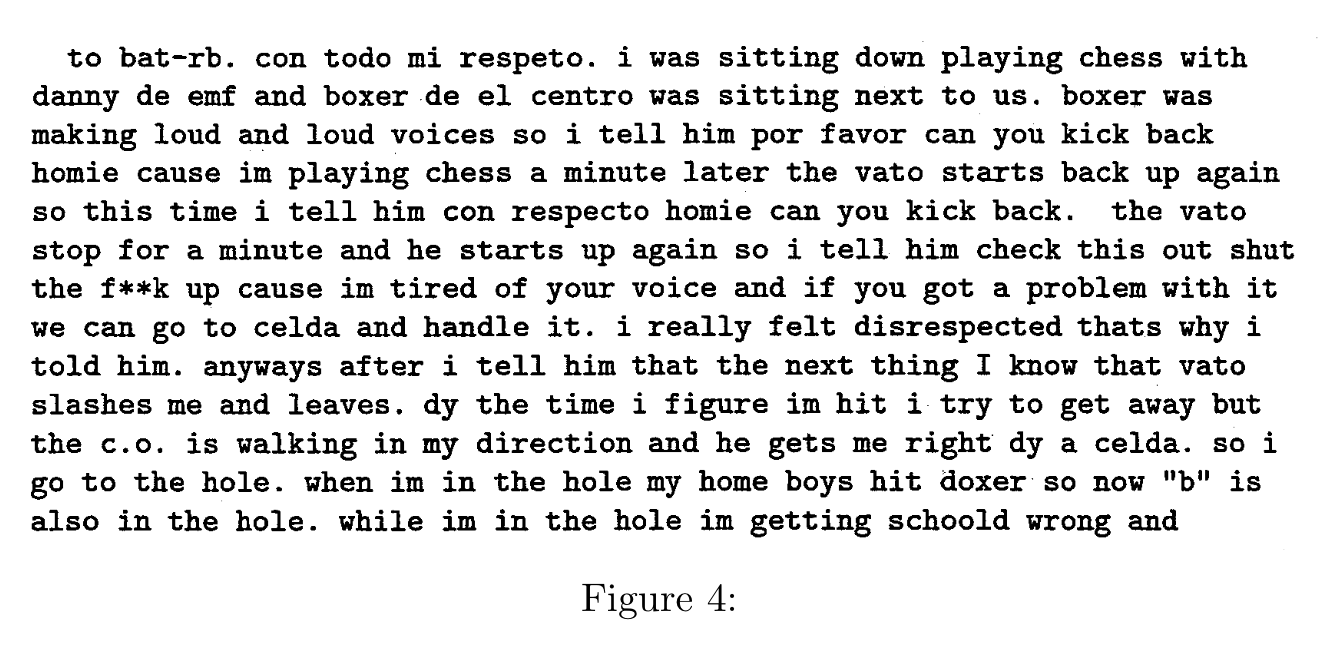 to bat-rb. con todo mi respeto. i was sitting down playing chess with
danny de emf and boxer de el centro was sitting next to us. boxer was
making loud and loud voices so i tell him por favor can you kick back
homie cause im playing chess a minute later the vato starts back up again
so this time i tell him con respecto homie can you kick back. the vato
stop for a minute and he starts up again so i tell him check this out shut
the f**k up cause im tired of your voice and if you got a problem with it
we can go to celda and handle it. i really felt disrespected thats why i
told him. anyways after i tell him that the next thing I know that vato
slashes me and leaves. dy the time i figure im hit i try to get away but
the c.o. is walking in my direction and he gets me right dy a celda. so i
go to the hole. when im in the hole my home boys hit doxer so now "b" is
also in the hole. while im in the hole im getting schoold wrong and
Figure 4: